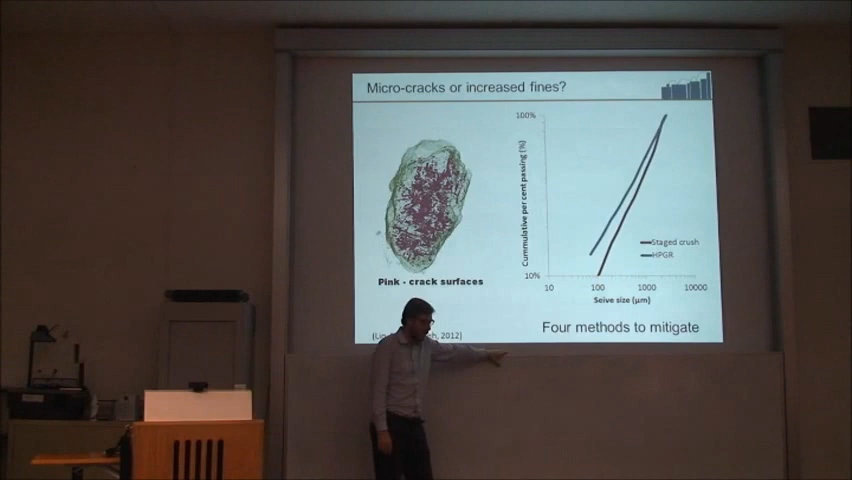 Micro-cracks or increased fines?
100%
Cummulative per cent passing (%)
10%
10
100
1000
10000
Seive size (µm)
Staged crush
HPGR
Pink - crack surfaces
2012)
Four methods to mitigate